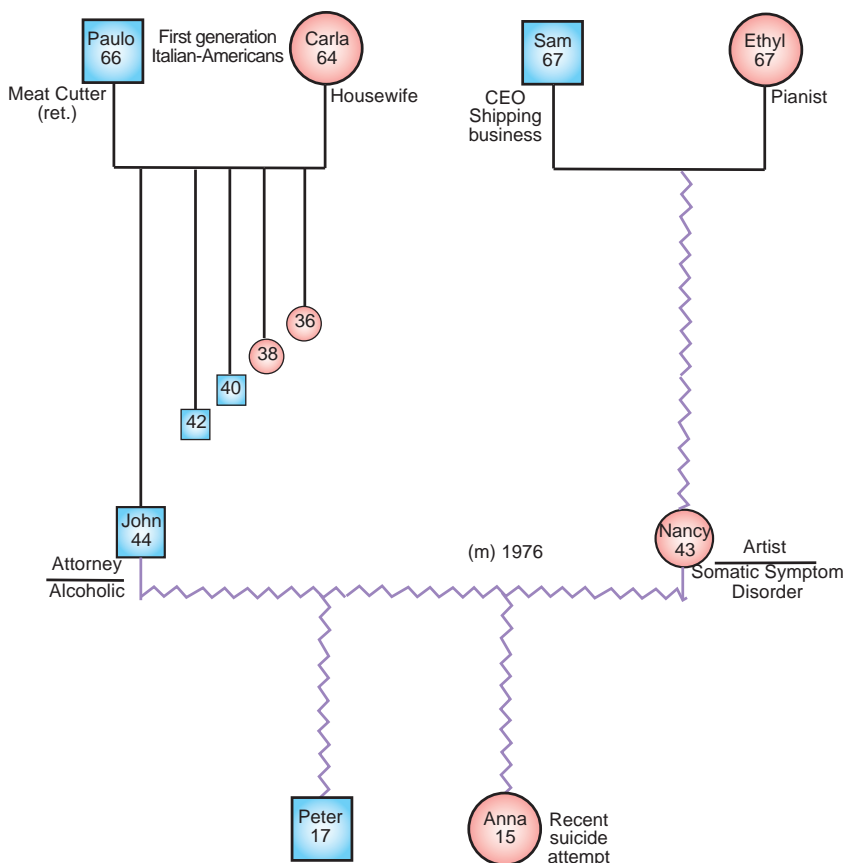 Paulo
66
First generation
Italian-Americans
Carla
64
Sam
67
Ethyl
67
Meat Cutter
(ret.)
Housewife
CEO
Shipping
business
Pianist
36
38
40
42
John
44
(m) 1976
Nancy
43
Attorney
Alcoholic
Artist
Somatic Symptom
Disorder
Peter
17
Anna
15
Recent
suicide
attempt